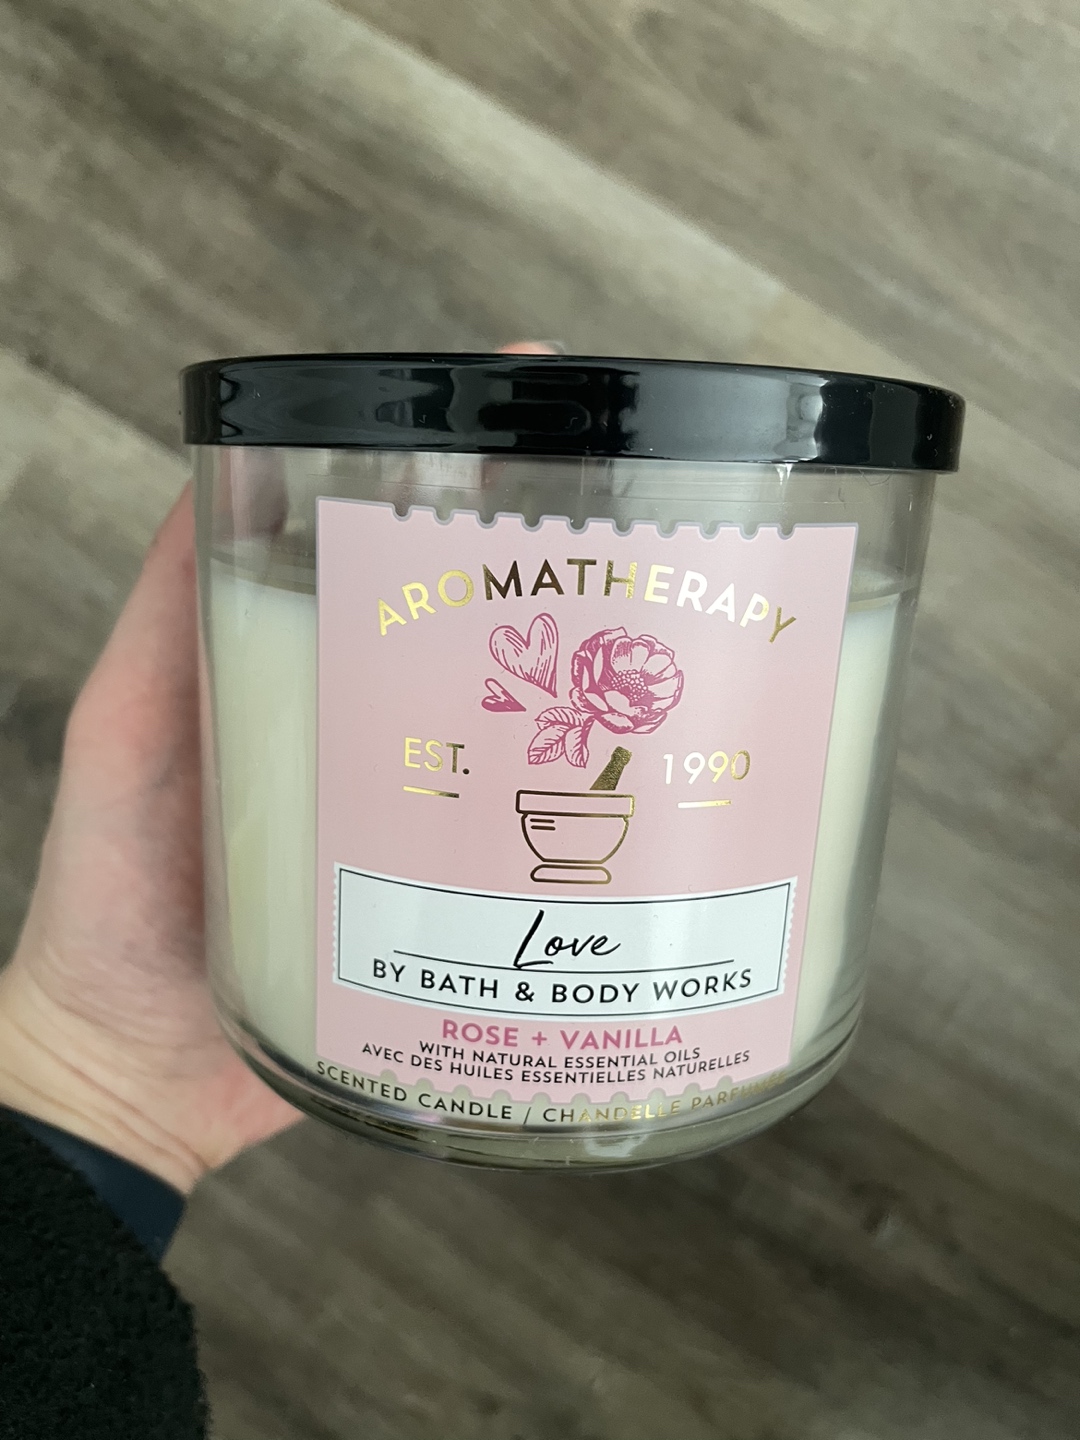 AROMATHERAPY
EST. 1990
Love
BY BATH & BODY WORKS
ROSE + VANILLA
WITH NATURAL ESSENTIAL OILS
AVEC DES HUILES ESSENTIELLES NATURELLES
SCENTED CANDLE / CHANDELLE PARFUMÉE